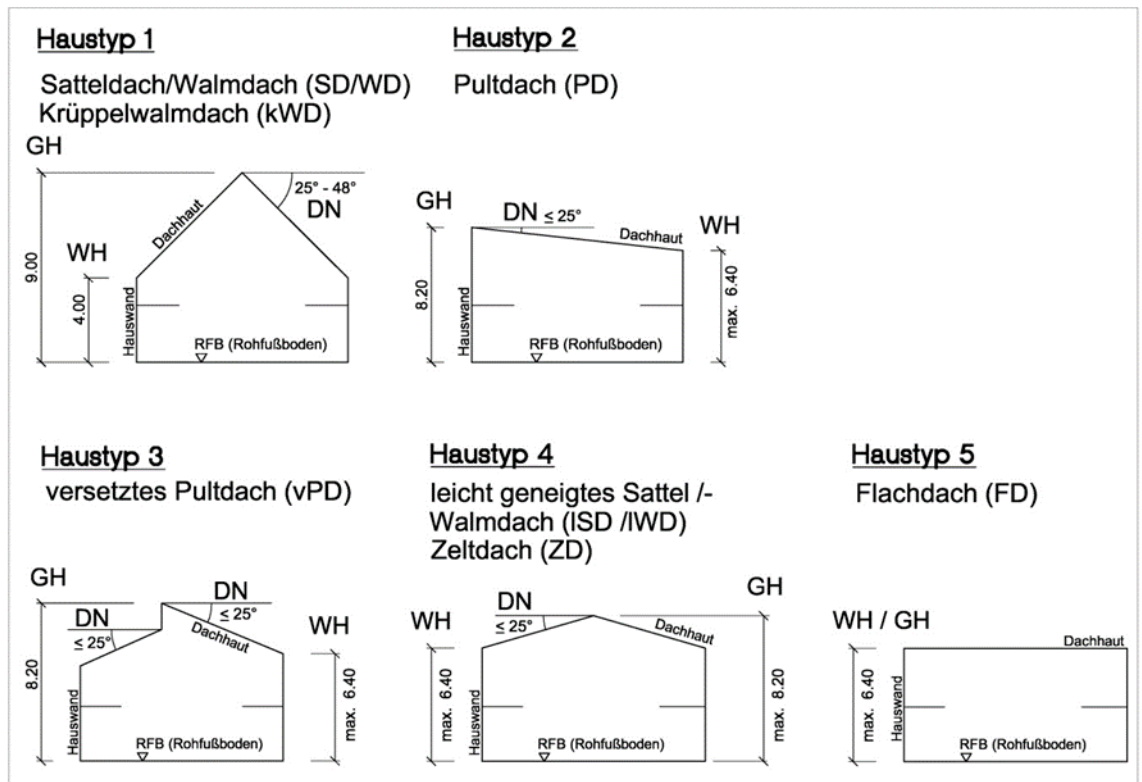 Haustyp 1
Satteldach/Walmdach (SD/WD)
Krüppelwalmdach (kWD)
GH
9.00
WH
4.00
Hauswand
Dachhaut
25° - 48°
DN
RFB (Rohfußboden)
Haustyp 2
Pultdach (PD)
GH
8.20
DN ≤ 25°
Dachhaut
WH
max. 6.40
Hauswand
RFB (Rohfußboden)
Haustyp 3
versetztes Pultdach (vPD)
GH
8.20
DN
≤ 25°
DN
≤ 25°
Dachhaut
WH
max. 6.40
Hauswand
RFB (Rohfußboden)
Haustyp 4
leicht geneigtes Sattel /-
Walmdach (lSD /lWD)
Zeltdach (ZD)
WH
max. 6.40
DN
≤ 25°
Dachhaut
GH
8.20
Hauswand
RFB (Rohfußboden)
Haustyp 5
Flachdach (FD)
WH / GH
max. 6.40
Dachhaut
Hauswand
RFB (Rohfußboden)